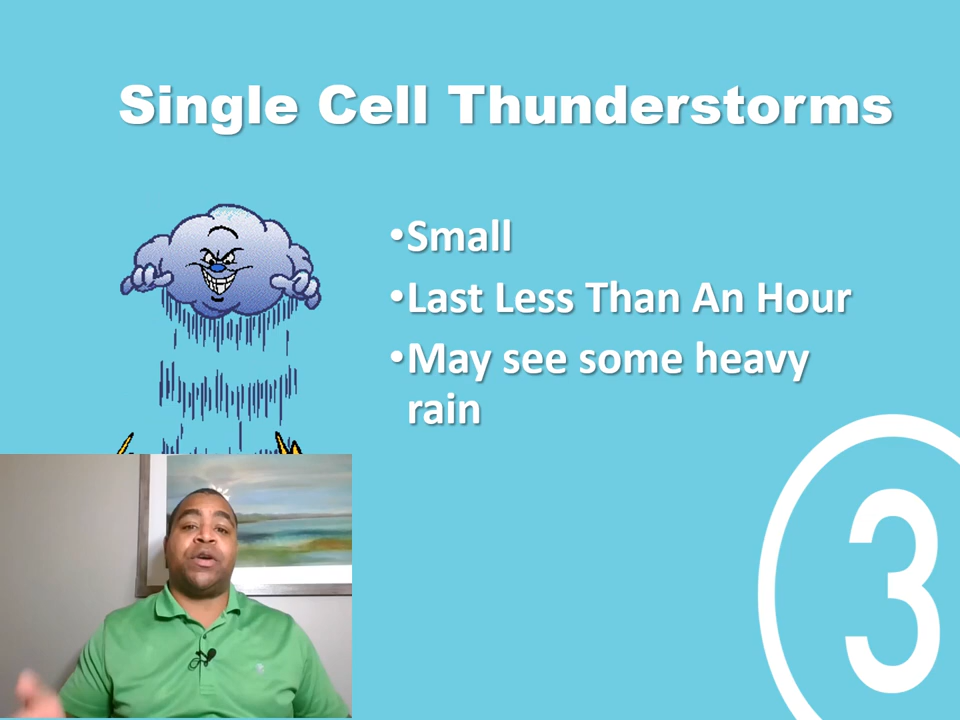 Single Cell Thunderstorms
•Small
•Last Less Than An Hour
•May see some heavy
rain
3